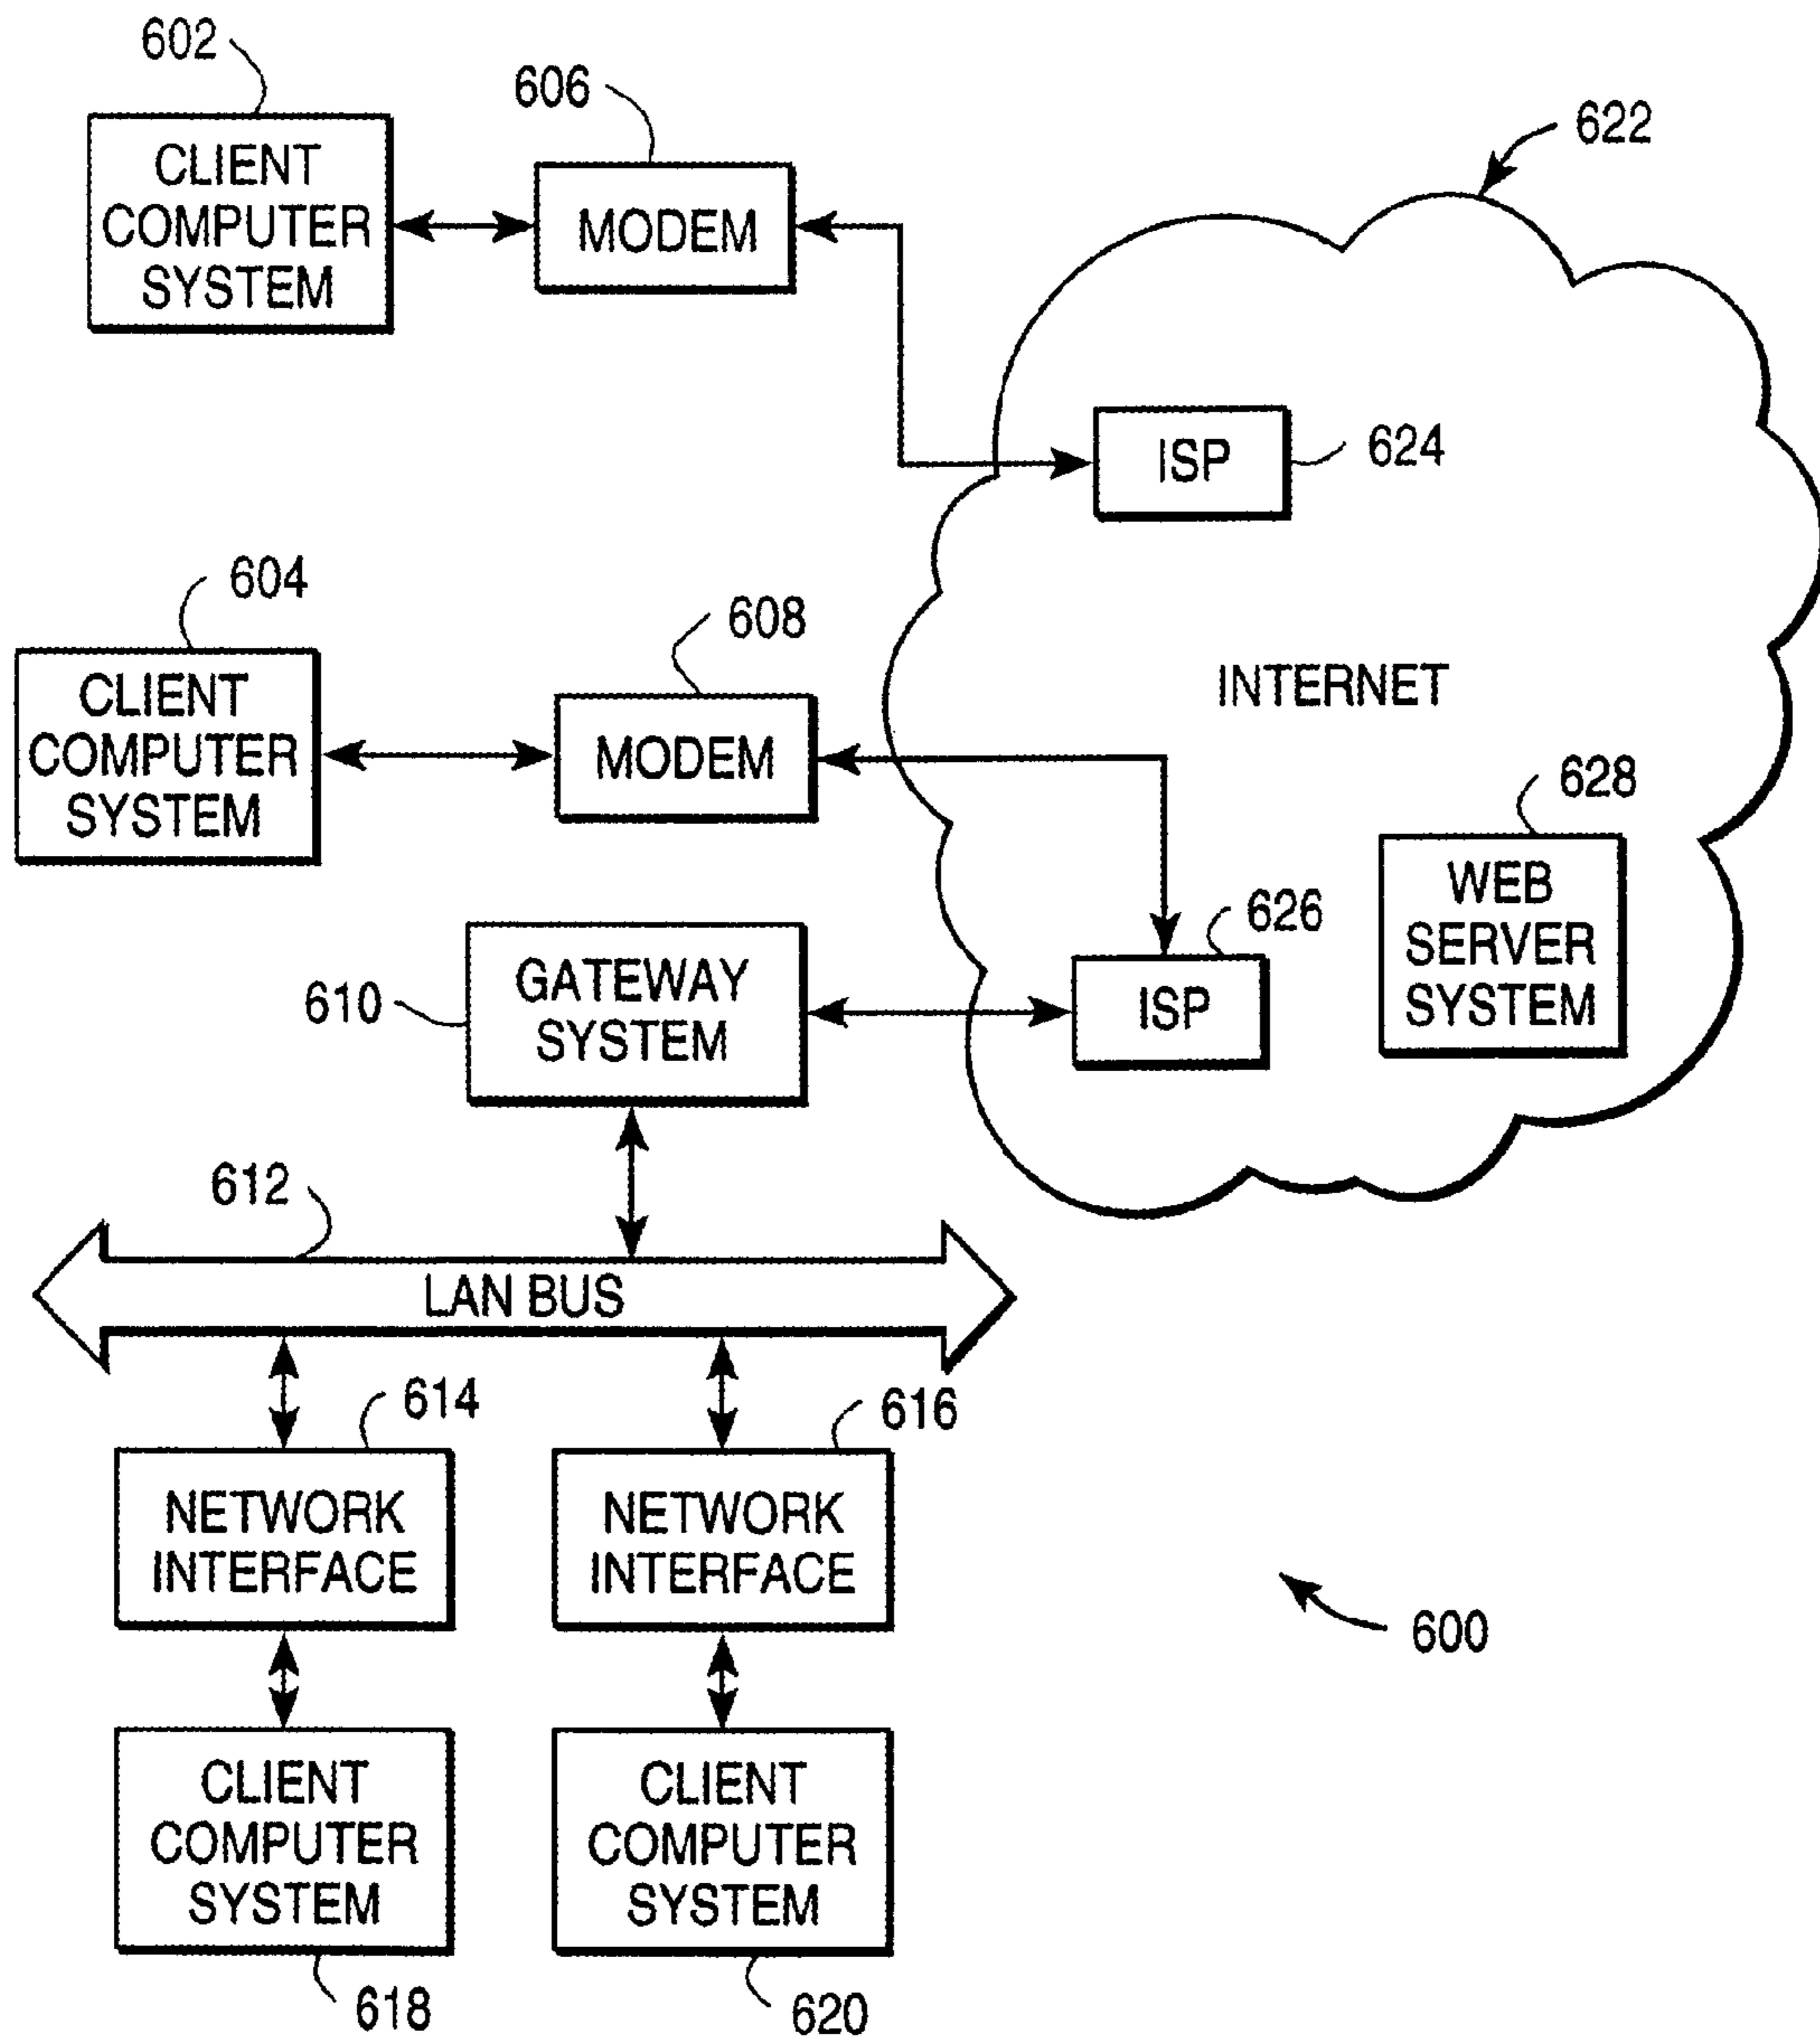 602
606
622
CLIENT
COMPUTER
SYSTEM
MODEM
ISP
624
604
608
CLIENT
COMPUTER
SYSTEM
MODEM
INTERNET
628
WEB
SERVER
SYSTEM
626
610
GATEWAY
SYSTEM
ISP
612
LAN BUS
614
616
NETWORK
INTERFACE
NETWORK
INTERFACE
600
CLIENT
COMPUTER
SYSTEM
CLIENT
COMPUTER
SYSTEM
618
620